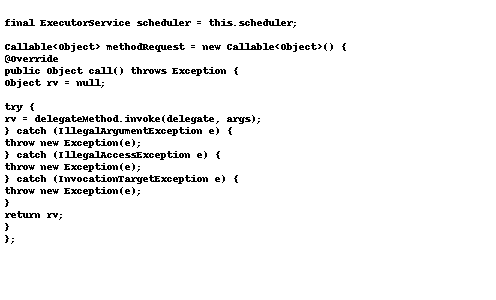 final ExecutorService scheduler = this.scheduler;

Callable<Object> methodRequest = new Callable<Object>() {
@Override
public Object call() throws Exception {
Object rv = null;

try {
rv = delegateMethod.invoke(delegate, args);
} catch (IllegalArgumentException e) {
throw new Exception(e);
} catch (IllegalAccessException e) {
throw new Exception(e);
} catch (InvocationTargetException e) {
throw new Exception(e);
}
return rv;
}
};